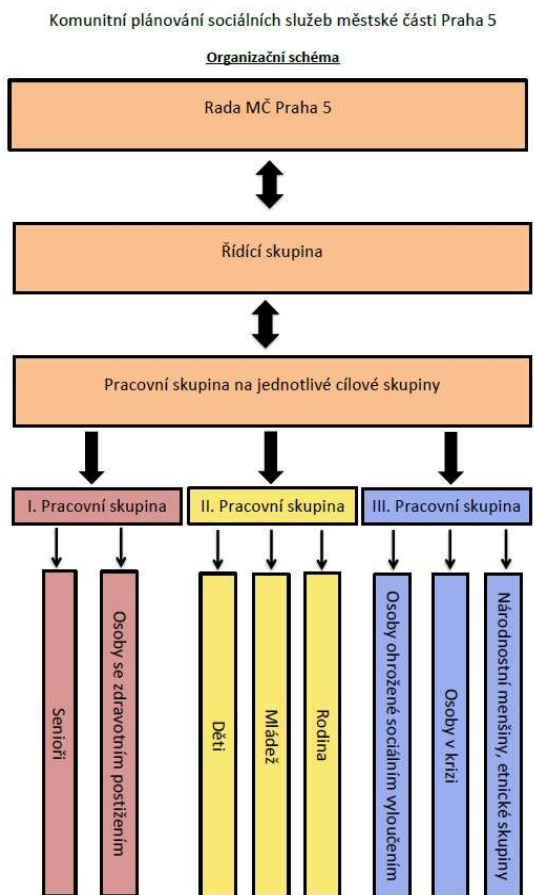 Komunitní plánování sociálních služeb městské části Praha 5
Organizační schéma
Rada MČ Praha 5
Řídící skupina
Pracovní skupina na jednotlivé cílové skupiny
I. Pracovní skupina
II. Pracovní skupina
III. Pracovní skupina
Senioři
Osoby se zdravotním postižením
Děti
Mládež
Rodina
Osoby ohrožené sociálním vyloučením
Osoby v krizi
Národnostní menšiny, etnické skupiny